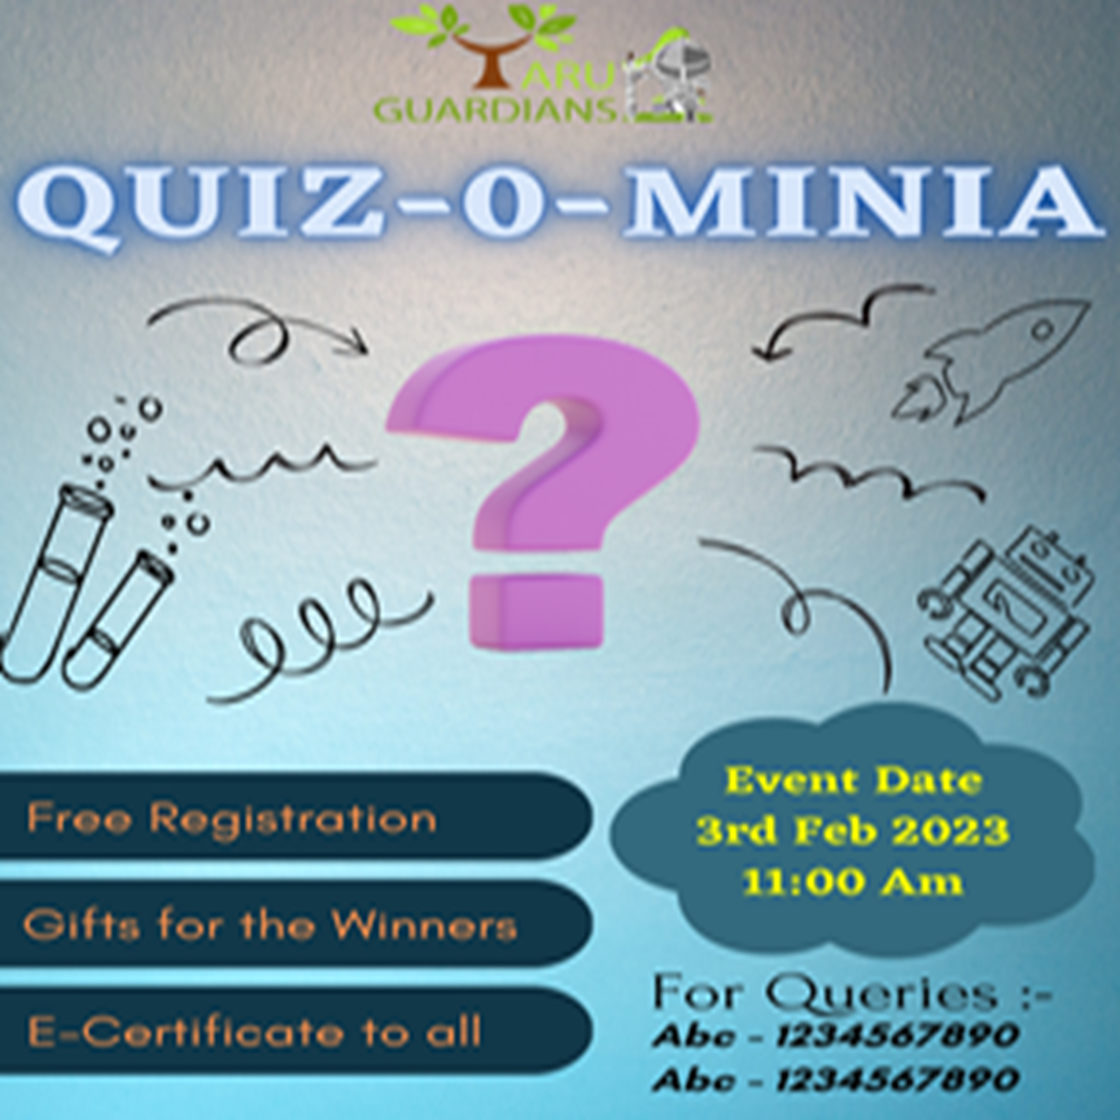 TARU
GUARDIANS
QUIZ-O-MINIA
?
Free Registration
Gifts for the Winners
E-Certificate to all
Event Date
3rd Feb 2023
11:00 Am
For Queries :-
Abc - 1234567890
Abc - 1234567890